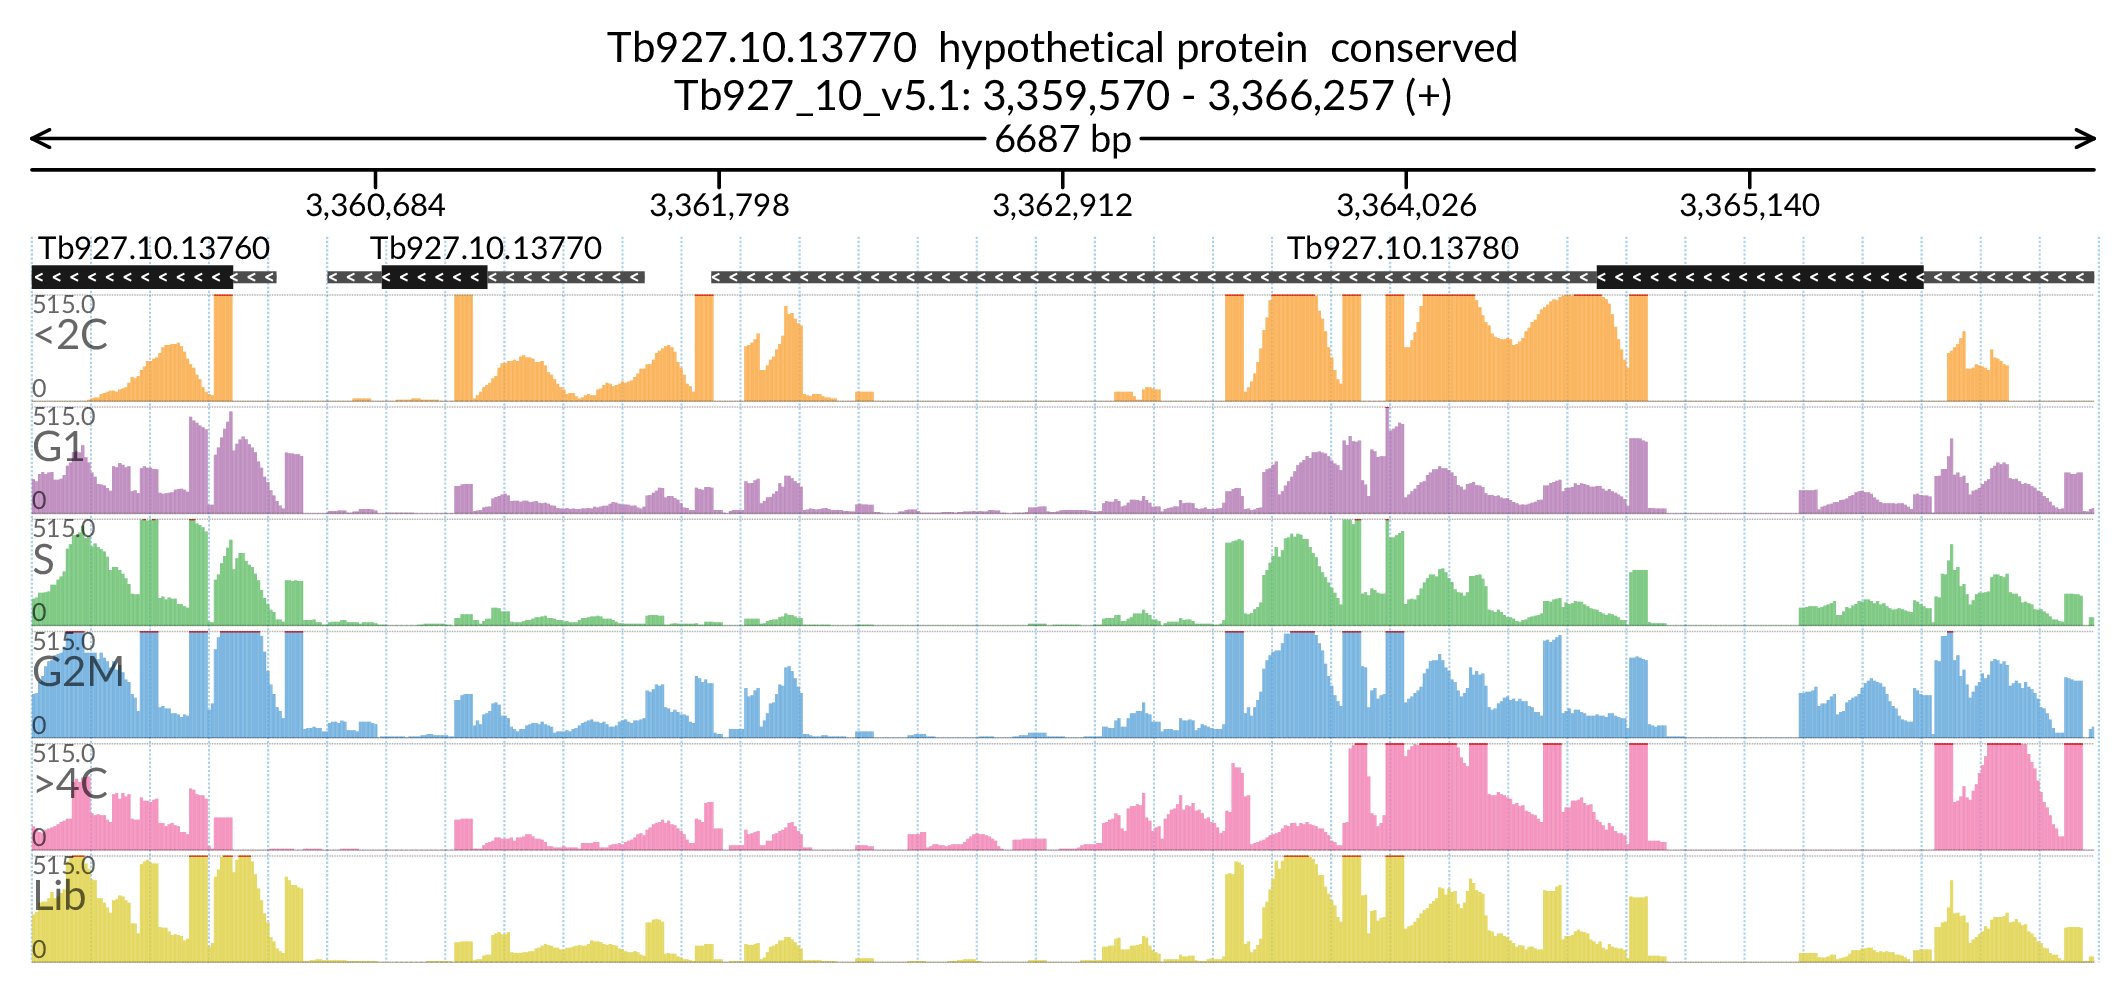 Tb927.10.13770  hypothetical protein  conserved
Tb927_10_v5.1: 3,359,570 - 3,366,257 (+)
6687 bp
3,360,684 3,361,798 3,362,912 3,364,026 3,365,140
Tb927.10.13760 Tb927.10.13770 Tb927.10.13780
515.0
<2C
0
515.0
G1
0
515.0
S
0
515.0
G2M
0
515.0
>4C
0
515.0
Lib
0